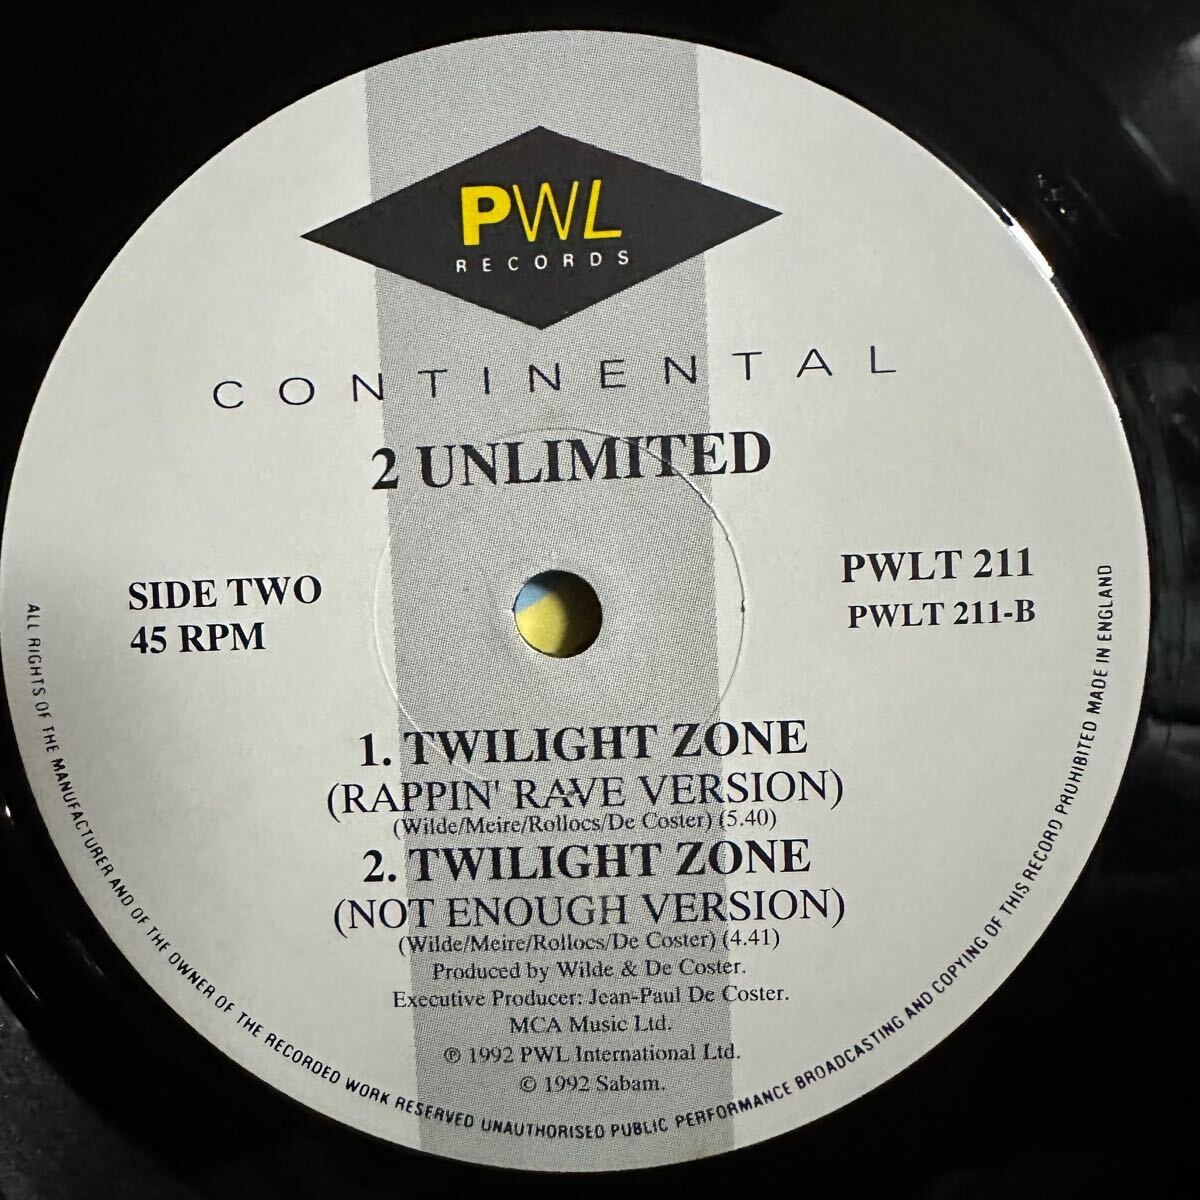 PWL
RECORDS
CONTINENTAL
2 UNLIMITED
SIDE TWO
45 RPM
PWLT 211
PWLT 211-B
1. TWILIGHT ZONE
(RAPPIN' RAVE VERSION)
(Wilde/Meire/Rollocs/De Coster) (5.40)
2. TWILIGHT ZONE
(NOT ENOUGH VERSION)
(Wilde/Meire/Rollocs/De Coster) (4.41)
Produced by Wilde & De Coster.
Executive Producer: Jean-Paul De Coster.
MCA Music Ltd.
℗ 1992 PWL International Ltd.
© 1992 Sabam.
ALL RIGHTS OF THE MANUFACTURER AND OF THE OWNER OF THE RECORDED WORK RESERVED UNAUTHORISED PUBLIC PERFORMANCE BROADCASTING AND COPYING OF THIS RECORD PROHIBITED MADE IN ENGLAND